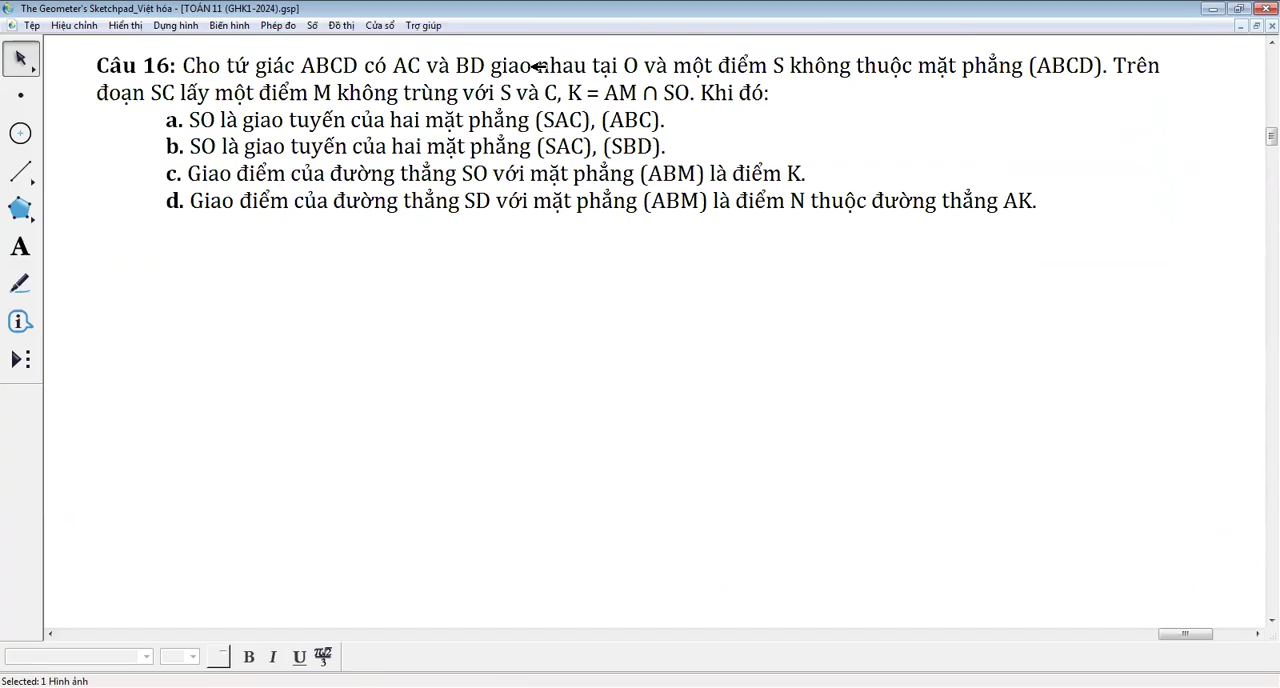 The Geometer's Sketchpad_Việt hóa - [TOÁN 11 (GHK1-2024).gsp]
Tệp Hiệu chỉnh Hiển thị Dựng hình Biến hình Phép đo Số Đồ thị Cửa sổ Trợ giúp
Câu 16: Cho tứ giác ABCD có AC và BD giao nhau tại O và một điểm S không thuộc mặt phẳng (ABCD). Trên
đoạn SC lấy một điểm M không trùng với S và C, K = AM ∩ SO. Khi đó:
a. SO là giao tuyến của hai mặt phẳng (SAC), (ABC).
b. SO là giao tuyến của hai mặt phẳng (SAC), (SBD).
c. Giao điểm của đường thẳng SO với mặt phẳng (ABM) là điểm K.
d. Giao điểm của đường thẳng SD với mặt phẳng (ABM) là điểm N thuộc đường thẳng AK.
A
B I U
Selected: 1 Hình ảnh